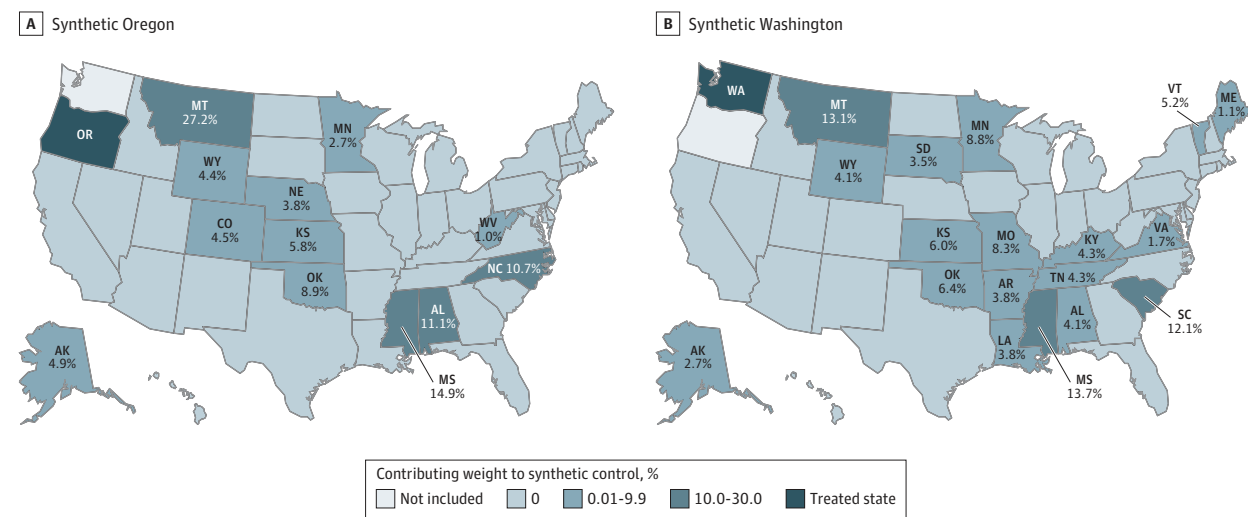 A Synthetic Oregon
OR
MT
27.2%
MN
2.7%
WY
4.4%
NE
3.8%
CO
4.5%
KS
5.8%
WV
1.0%
OK
8.9%
NC 10.7%
AL
11.1%
AK
4.9%
MS
14.9%
B Synthetic Washington
WA
MT
13.1%
VT
5.2%
ME
1.1%
MN
8.8%
SD
3.5%
WY
4.1%
KS
6.0%
MO
8.3%
KY
4.3%
VA
1.7%
OK
6.4%
AR
3.8%
TN 4.3%
AL
4.1%
SC
12.1%
LA
3.8%
AK
2.7%
MS
13.7%
Contributing weight to synthetic control, %
Not included 0 0.01-9.9 10.0-30.0 Treated state